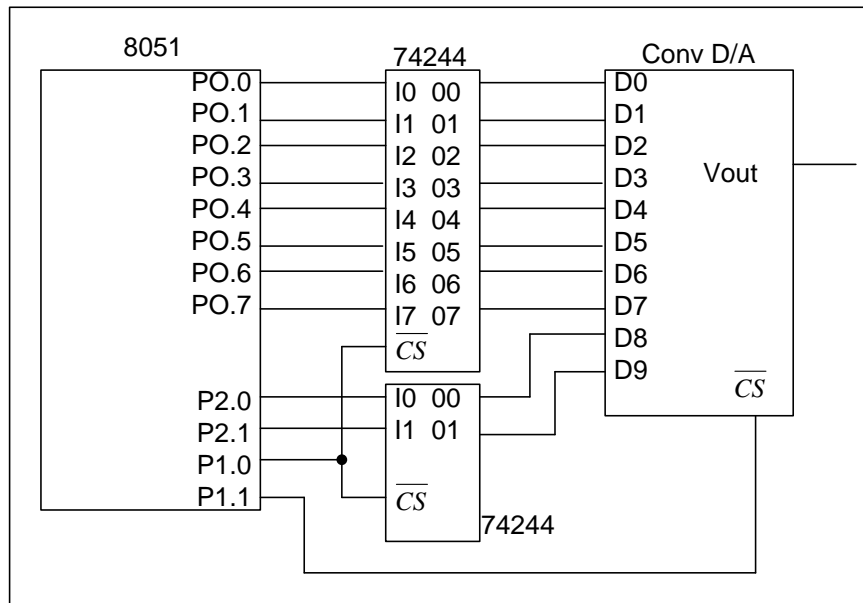 8051
PO.0
PO.1
PO.2
PO.3
PO.4
PO.5
PO.6
PO.7
P2.0
P2.1
P1.0
P1.1
74244
I0 00
I1 01
I2 02
I3 03
I4 04
I5 05
I6 06
I7 07
CS
I0 00
I1 01
CS
74244
Conv D/A
D0
D1
D2
D3
D4
D5
D6
D7
D8
D9
Vout
CS